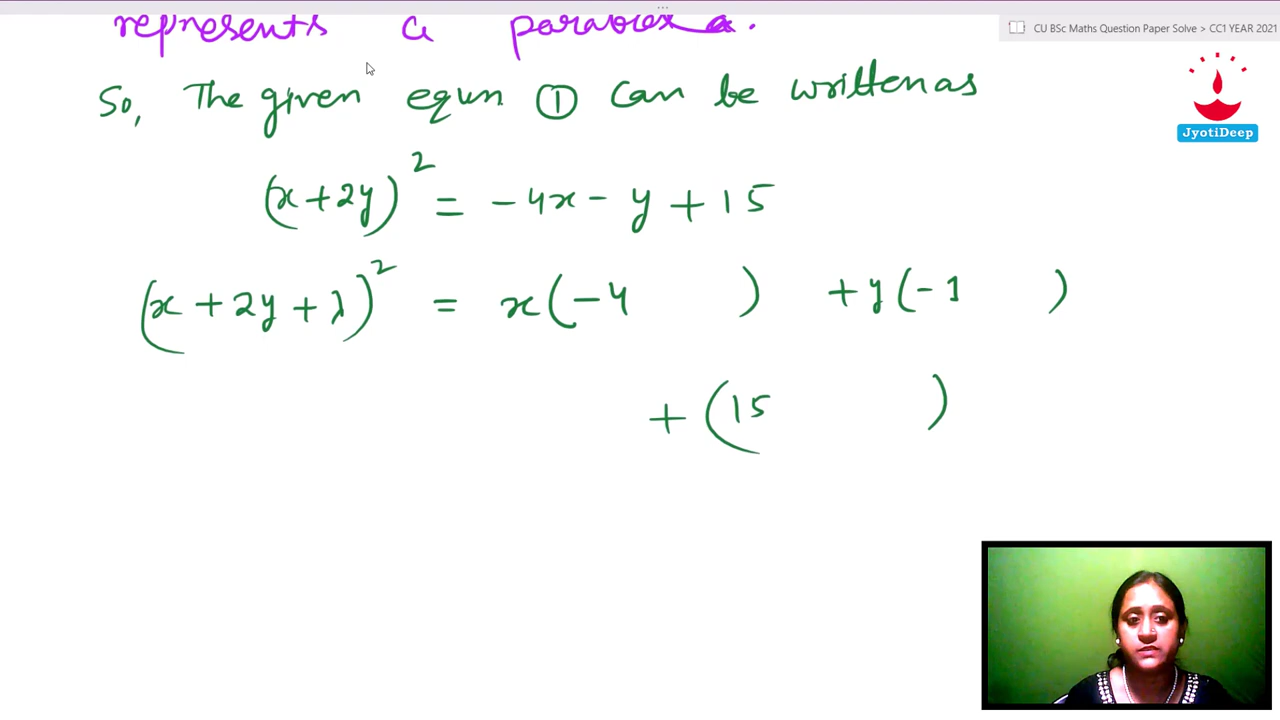 represents a parabola.
CU BSc Maths Question Paper Solve > CC1 YEAR 2021
So, The given equn ① can be written as
JyotiDeep
(x+2y)² = -4x - y + 15
(x + 2y + λ)² = x(-4 ) + y(-1 )
+ (15 )